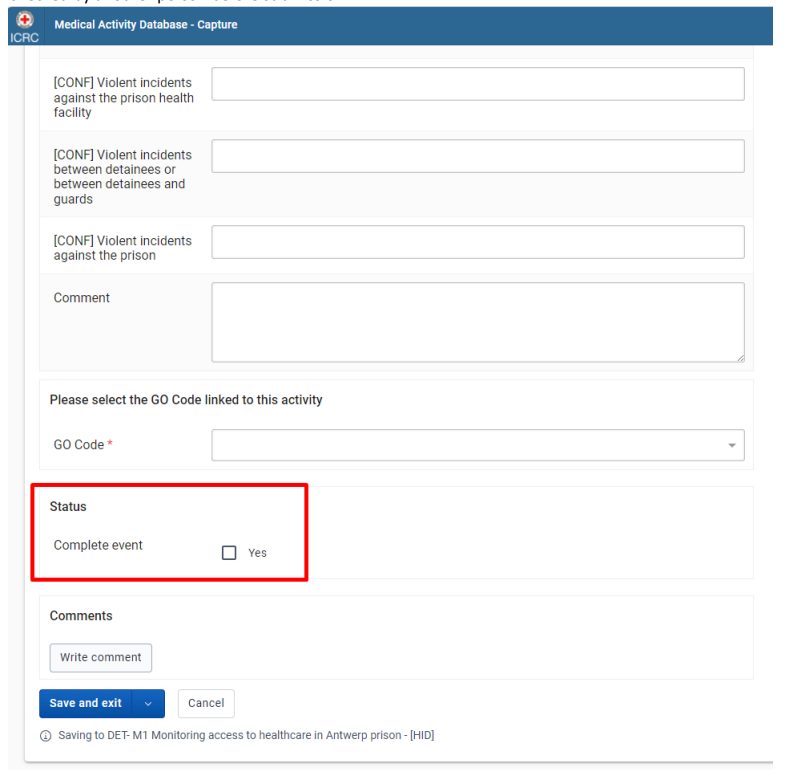 ICRC
Medical Activity Database - Capture
[CONF] Violent incidents
against the prison health
facility
[CONF] Violent incidents
between detainees or
between detainees and
guards
[CONF] Violent incidents
against the prison
Comment
Please select the GO Code linked to this activity
GO Code *
Status
Complete event
Yes
Comments
Write comment
Save and exit
Cancel
Saving to DET- M1 Monitoring access to healthcare in Antwerp prison - [HID]